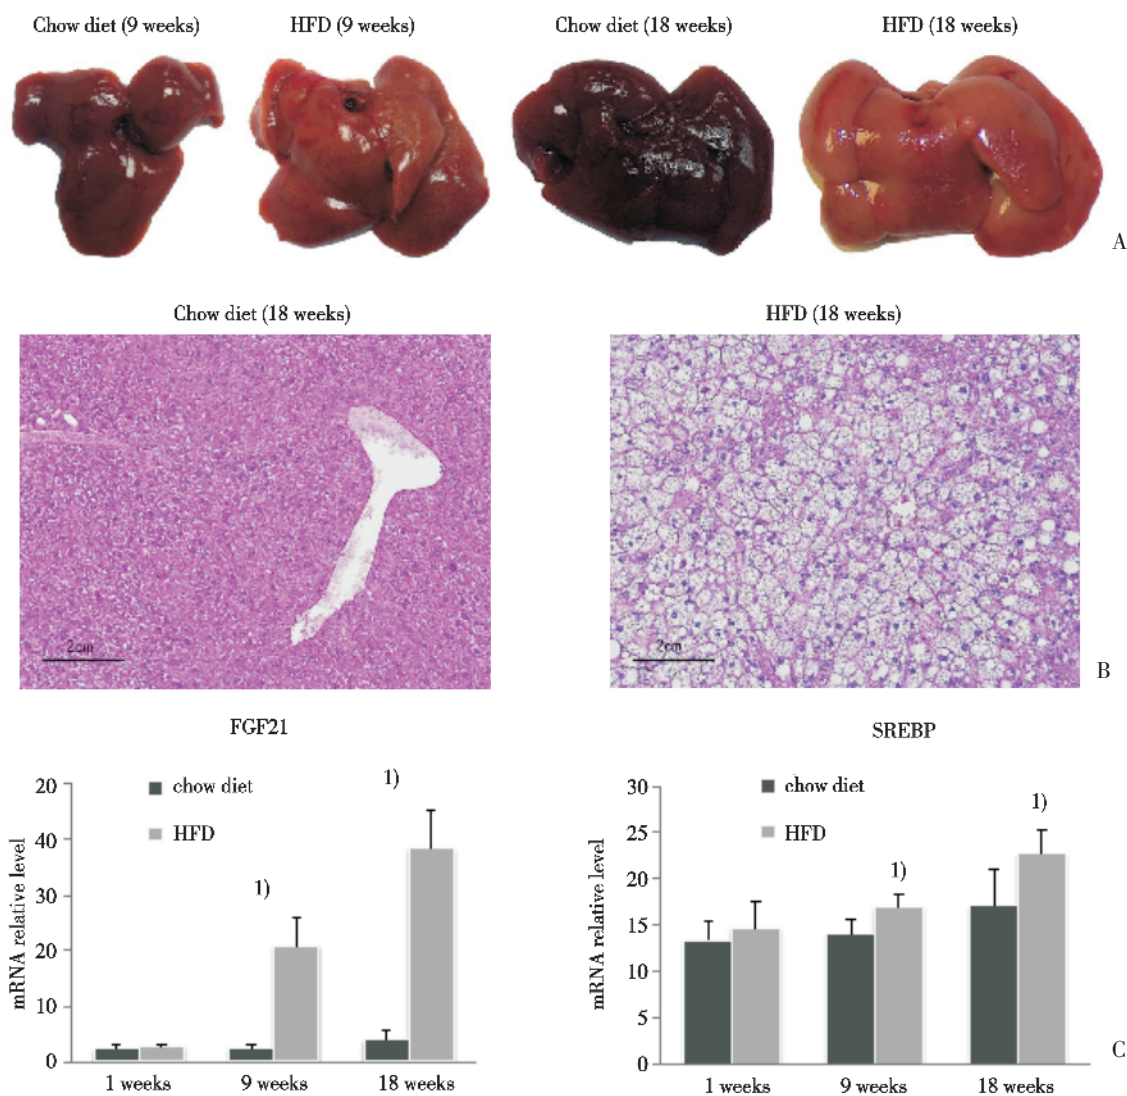 Chow diet (9 weeks)
HFD (9 weeks)
Chow diet (18 weeks)
HFD (18 weeks)
A
Chow diet (18 weeks)
HFD (18 weeks)
2cm
2cm
B
FGF21
mRNA relative level
20
40
30
20
10
0
chow diet
HFD
1)
1)
1 weeks
9 weeks
18 weeks
SREBP
mRNA relative level
30
25
20
15
10
5
0
chow diet
HFD
1)
1)
1 weeks
9 weeks
18 weeks
C